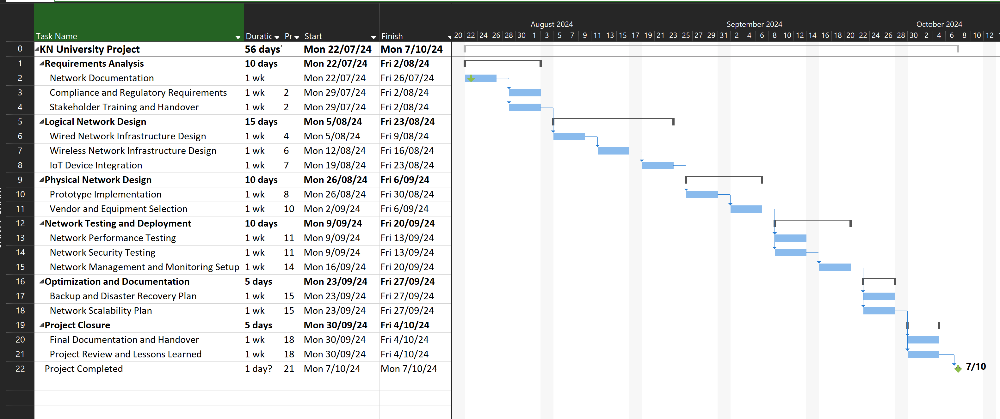 August 2024 September 2024 October 2024
Task Name Duratic Pr Start Finish 20 22 24 26 28 30 1 3 5 7 9 11 13 15 17 19 21 23 25 27 29 31 2 4 6 8 10 12 14 16 18 20 22 24 26 28 30 2 4 6 8 10 12
0 KN University Project 56 days? Mon 22/07/24 Mon 7/10/24
1 Requirements Analysis 10 days Mon 22/07/24 Fri 2/08/24
2 Network Documentation 1 wk Mon 22/07/24 Fri 26/07/24
3 Compliance and Regulatory Requirements 1 wk 2 Mon 29/07/24 Fri 2/08/24
4 Stakeholder Training and Handover 1 wk 2 Mon 29/07/24 Fri 2/08/24
5 Logical Network Design 15 days Mon 5/08/24 Fri 23/08/24
6 Wired Network Infrastructure Design 1 wk 4 Mon 5/08/24 Fri 9/08/24
7 Wireless Network Infrastructure Design 1 wk 6 Mon 12/08/24 Fri 16/08/24
8 IoT Device Integration 1 wk 7 Mon 19/08/24 Fri 23/08/24
9 Physical Network Design 10 days Mon 26/08/24 Fri 6/09/24
10 Prototype Implementation 1 wk 8 Mon 26/08/24 Fri 30/08/24
11 Vendor and Equipment Selection 1 wk 10 Mon 2/09/24 Fri 6/09/24
12 Network Testing and Deployment 10 days Mon 9/09/24 Fri 20/09/24
13 Network Performance Testing 1 wk 11 Mon 9/09/24 Fri 13/09/24
14 Network Security Testing 1 wk 11 Mon 9/09/24 Fri 13/09/24
15 Network Management and Monitoring Setup 1 wk 14 Mon 16/09/24 Fri 20/09/24
16 Optimization and Documentation 5 days Mon 23/09/24 Fri 27/09/24
17 Backup and Disaster Recovery Plan 1 wk 15 Mon 23/09/24 Fri 27/09/24
18 Network Scalability Plan 1 wk 15 Mon 23/09/24 Fri 27/09/24
19 Project Closure 5 days Mon 30/09/24 Fri 4/10/24
20 Final Documentation and Handover 1 wk 18 Mon 30/09/24 Fri 4/10/24
21 Project Review and Lessons Learned 1 wk 18 Mon 30/09/24 Fri 4/10/24
22 Project Completed 1 day? 21 Mon 7/10/24 Mon 7/10/24 7/10